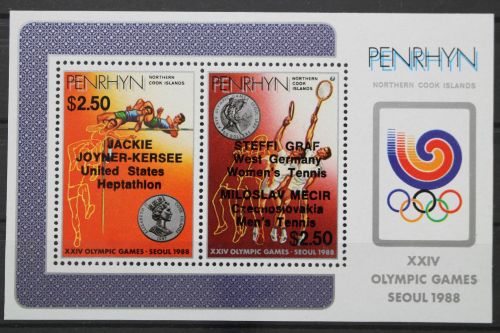 PENRHYN
NORTHERN
COOK ISLANDS
$2.50
JACKIE
JOYNER-KERSEE
United States
Heptathlon
XXIV OLYMPIC GAMES - SEOUL 1988
PENRHYN
NORTHERN
COOK ISLANDS
STEFFI GRAF
West Germany
Women's Tennis
MILOSLAV MECIR
Czechoslovakia
Men's Tennis
$2.50
XXIV OLYMPIC GAMES - SEOUL 1988
PENRHYN
NORTHERN COOK ISLANDS
XXIV
OLYMPIC GAMES
SEOUL 1988